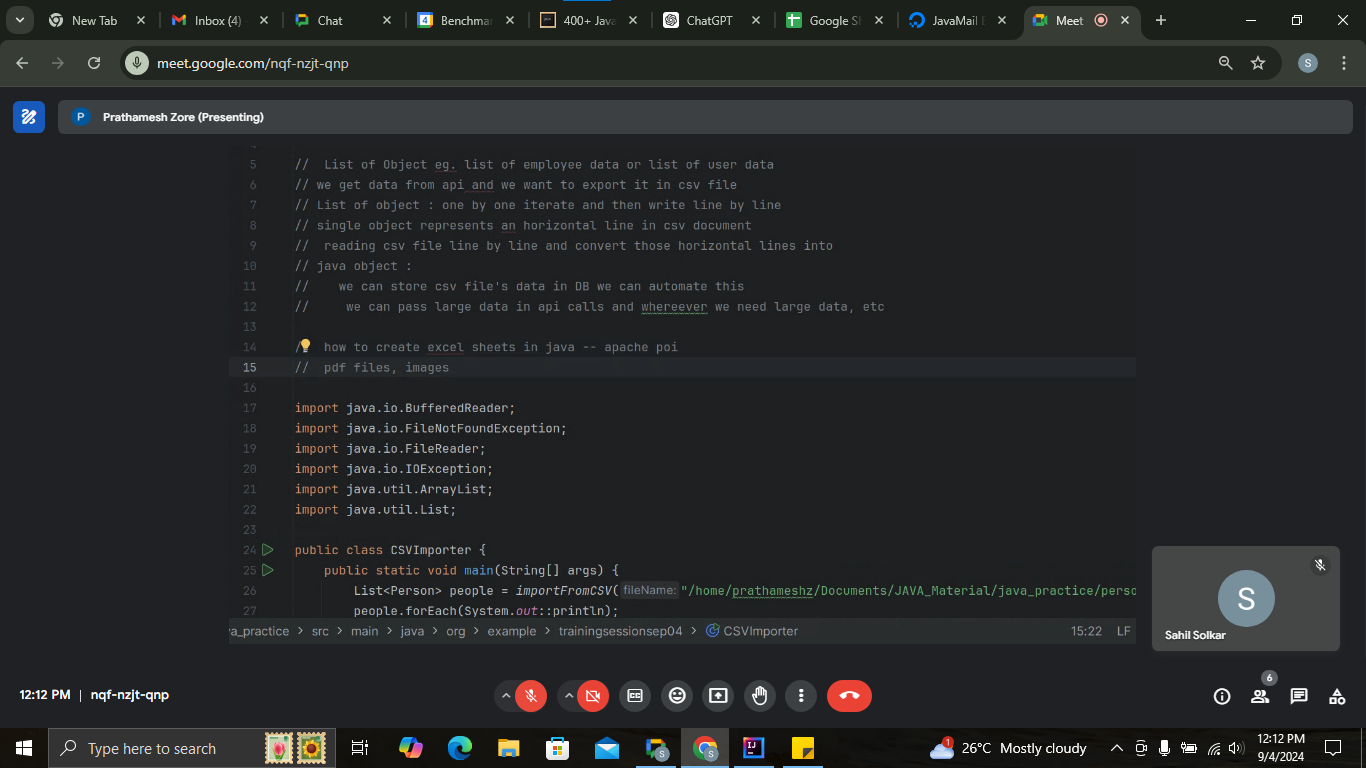 New Tab
Inbox (4)
Chat
Benchma
400+ Java
ChatGPT
Google S
JavaMail E
Meet
meet.google.com/nqf-nzjt-qnp
S
P Prathamesh Zore (Presenting)
5 // List of Object eg. list of employee data or list of user data
6 // we get data from api and we want to export it in csv file
7 // List of object : one by one iterate and then write line by line
8 // single object represents an horizontal line in csv document
9 // reading csv file line by line and convert those horizontal lines into
10 // java object :
11 // we can store csv file's data in DB we can automate this
12 // we can pass large data in api calls and whereever we need large data, etc
13
14 / how to create excel sheets in java -- apache poi
15 // pdf files, images
16
17 import java.io.BufferedReader;
18 import java.io.FileNotFoundException;
19 import java.io.FileReader;
20 import java.io.IOException;
21 import java.util.ArrayList;
22 import java.util.List;
23
24 public class CSVImporter {
25 public static void main(String[] args) {
26 List<Person> people = importFromCSV( fileName: "/home/prathameshz/Documents/JAVA_Material/java_practice/perso
27 people.forEach(System.out::println);
va_practice > src > main > java > org > example > trainingsessionsep04 > CSVImporter 15:22 LF
S
Sahil Solkar
12:12 PM | nqf-nzjt-qnp
6
Type here to search
1
26°C Mostly cloudy
12:12 PM
9/4/2024